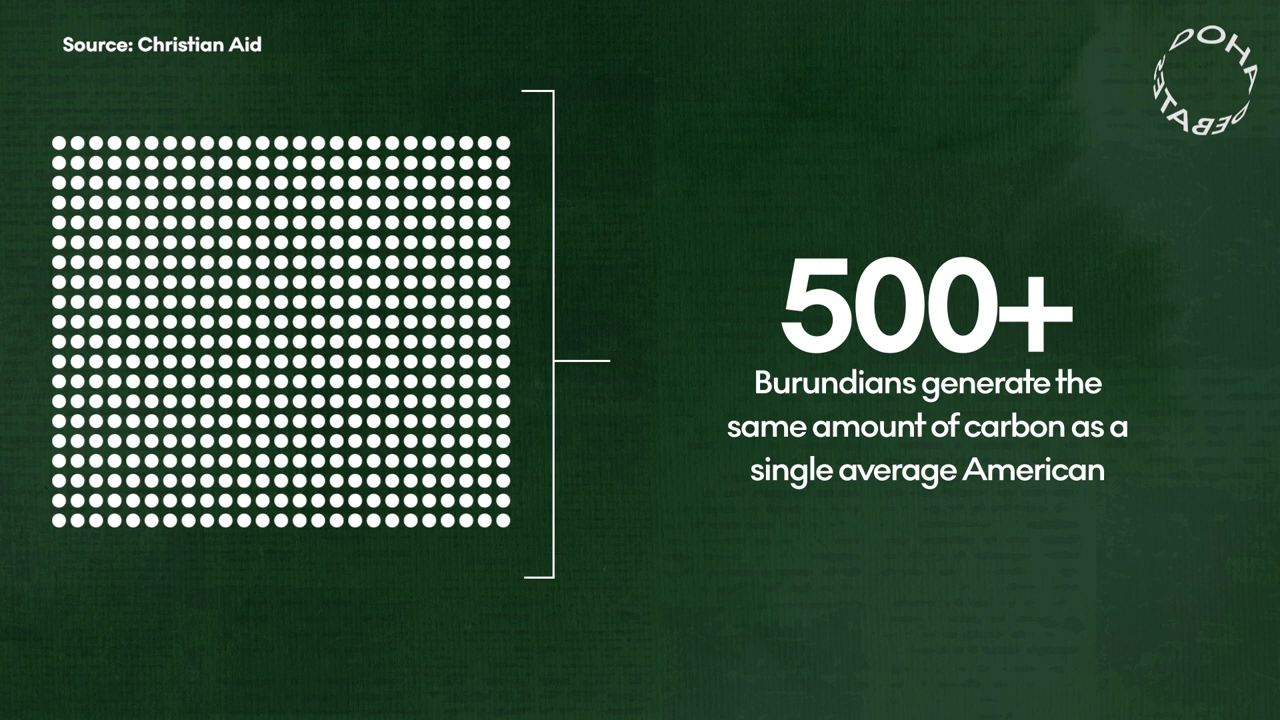 Source: Christian Aid
DOHA DEBATES
500+
Burundians generate the
same amount of carbon as a
single average American